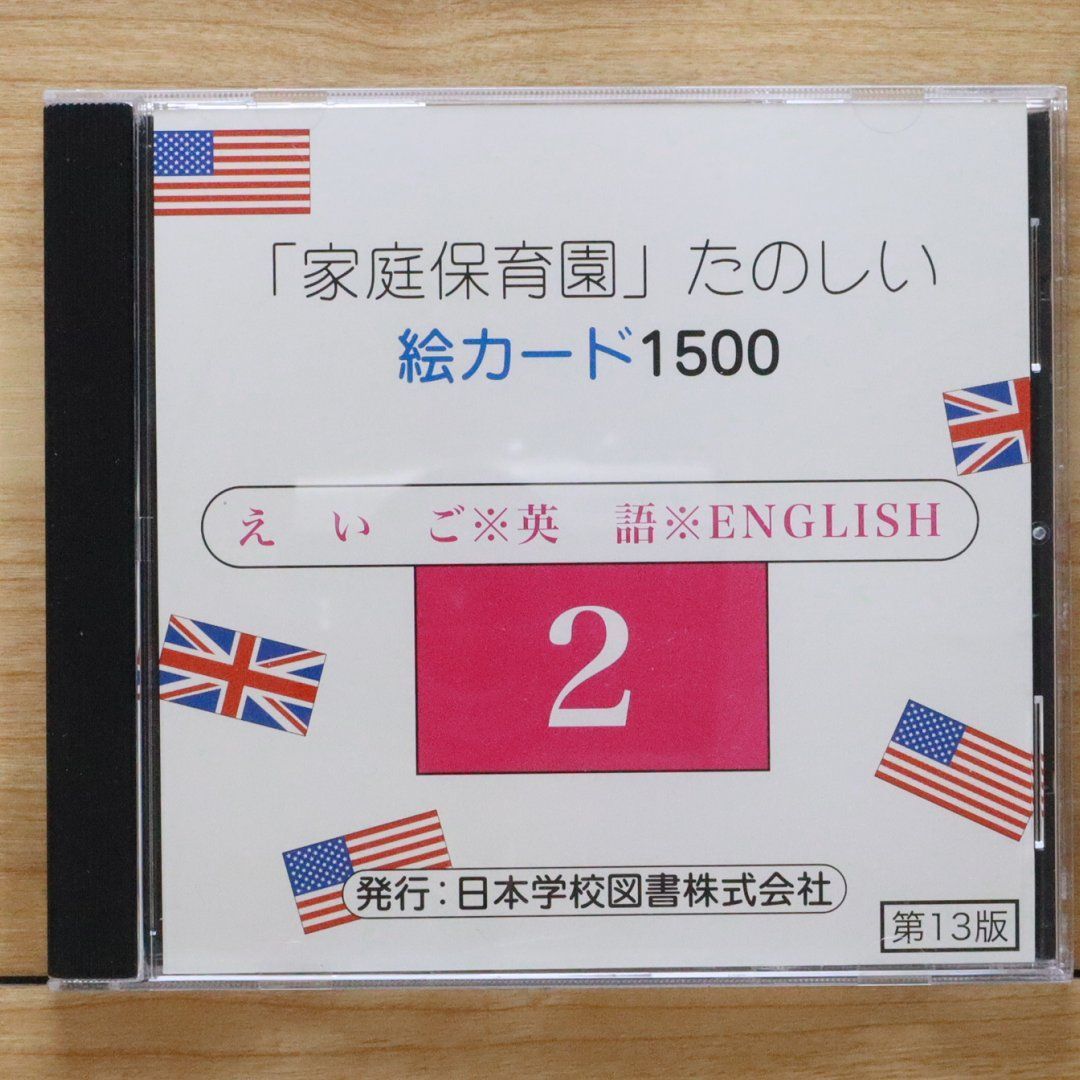 「家庭保育園」たのしい
絵カード1500
え い ご※英 語※ENGLISH
2
発行:日本学校図書株式会社
第13版